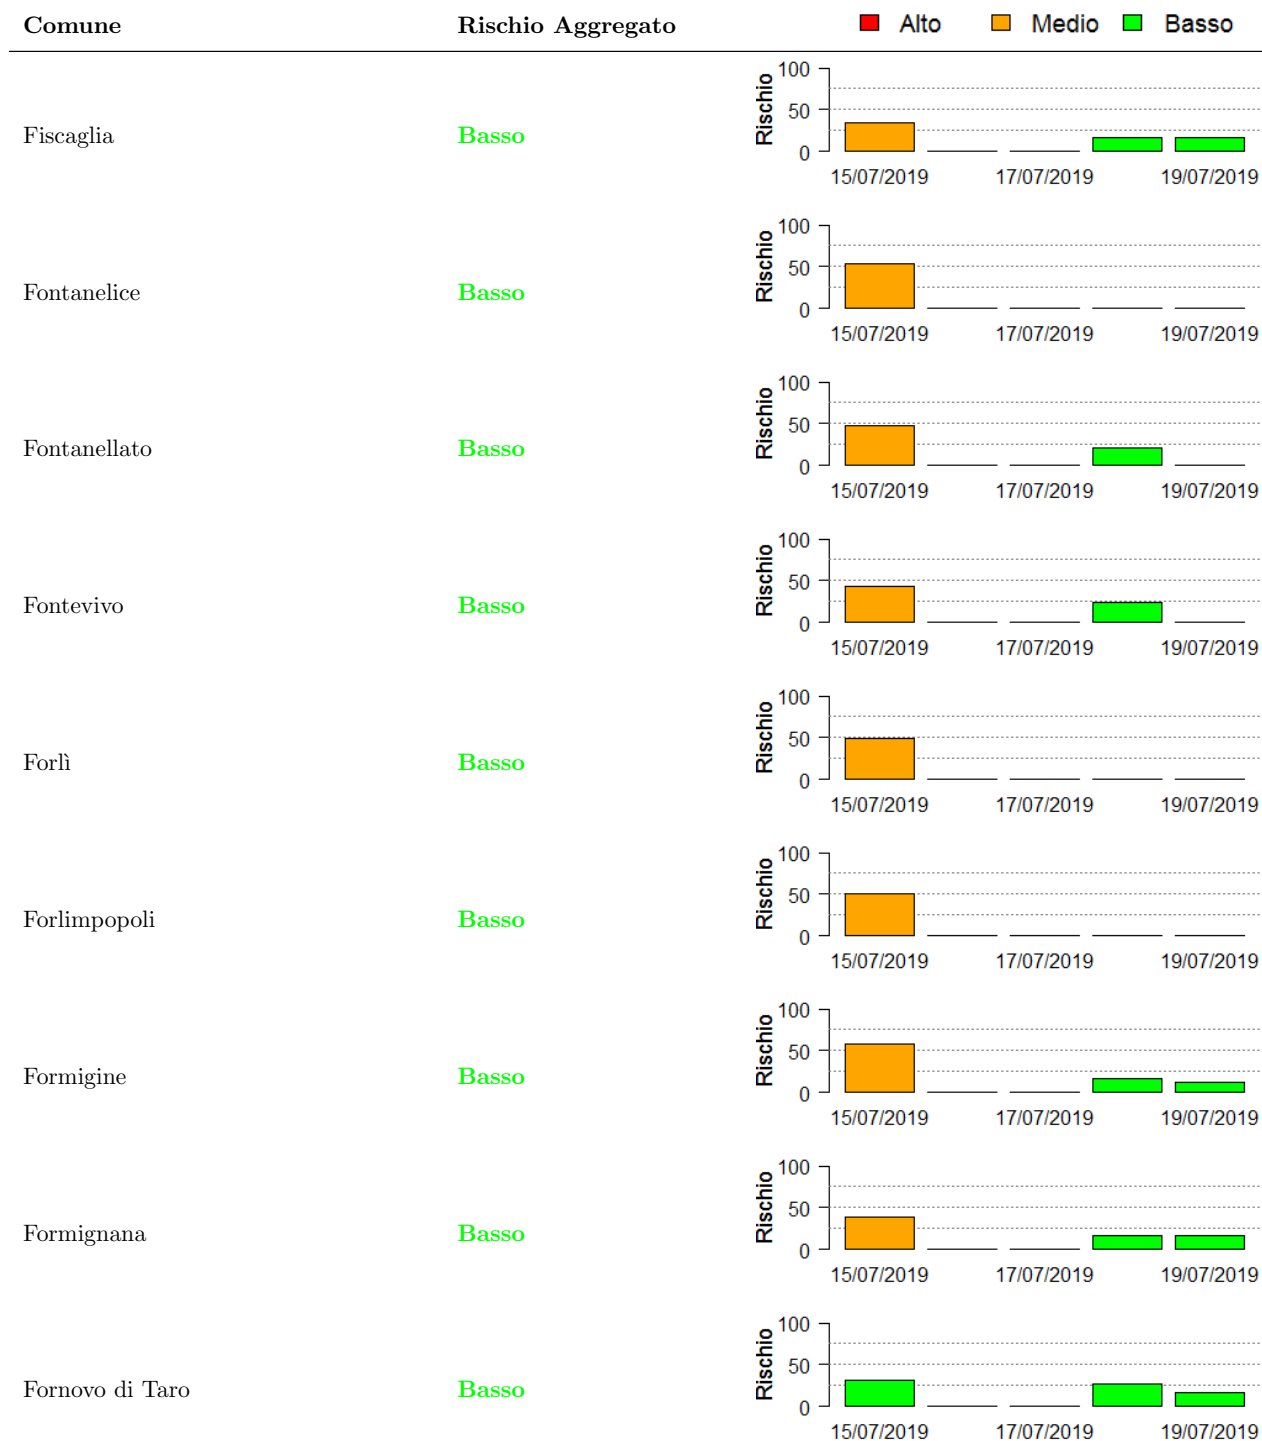 Comune Rischio Aggregato Alto Medio Basso
Fiscaglia Basso Rischio 100 50 0
15/07/2019 17/07/2019 19/07/2019
Fontanelice Basso Rischio 100 50 0
15/07/2019 17/07/2019 19/07/2019
Fontanellato Basso Rischio 100 50 0
15/07/2019 17/07/2019 19/07/2019
Fontevivo Basso Rischio 100 50 0
15/07/2019 17/07/2019 19/07/2019
Forlì Basso Rischio 100 50 0
15/07/2019 17/07/2019 19/07/2019
Forlimpopoli Basso Rischio 100 50 0
15/07/2019 17/07/2019 19/07/2019
Formigine Basso Rischio 100 50 0
15/07/2019 17/07/2019 19/07/2019
Formignana Basso Rischio 100 50 0
15/07/2019 17/07/2019 19/07/2019
Fornovo di Taro Basso Rischio 100 50 0
15/07/2019 17/07/2019 19/07/2019